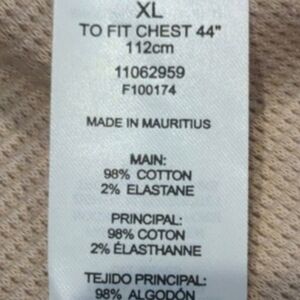 XL
TO FIT CHEST 44"
112cm
11062959
F100174
MADE IN MAURITIUS
MAIN:
98% COTTON
2% ELASTANE
PRINCIPAL:
98% COTON
2% ÉLASTHANNE
TEJIDO PRINCIPAL:
98% ALGODÓN